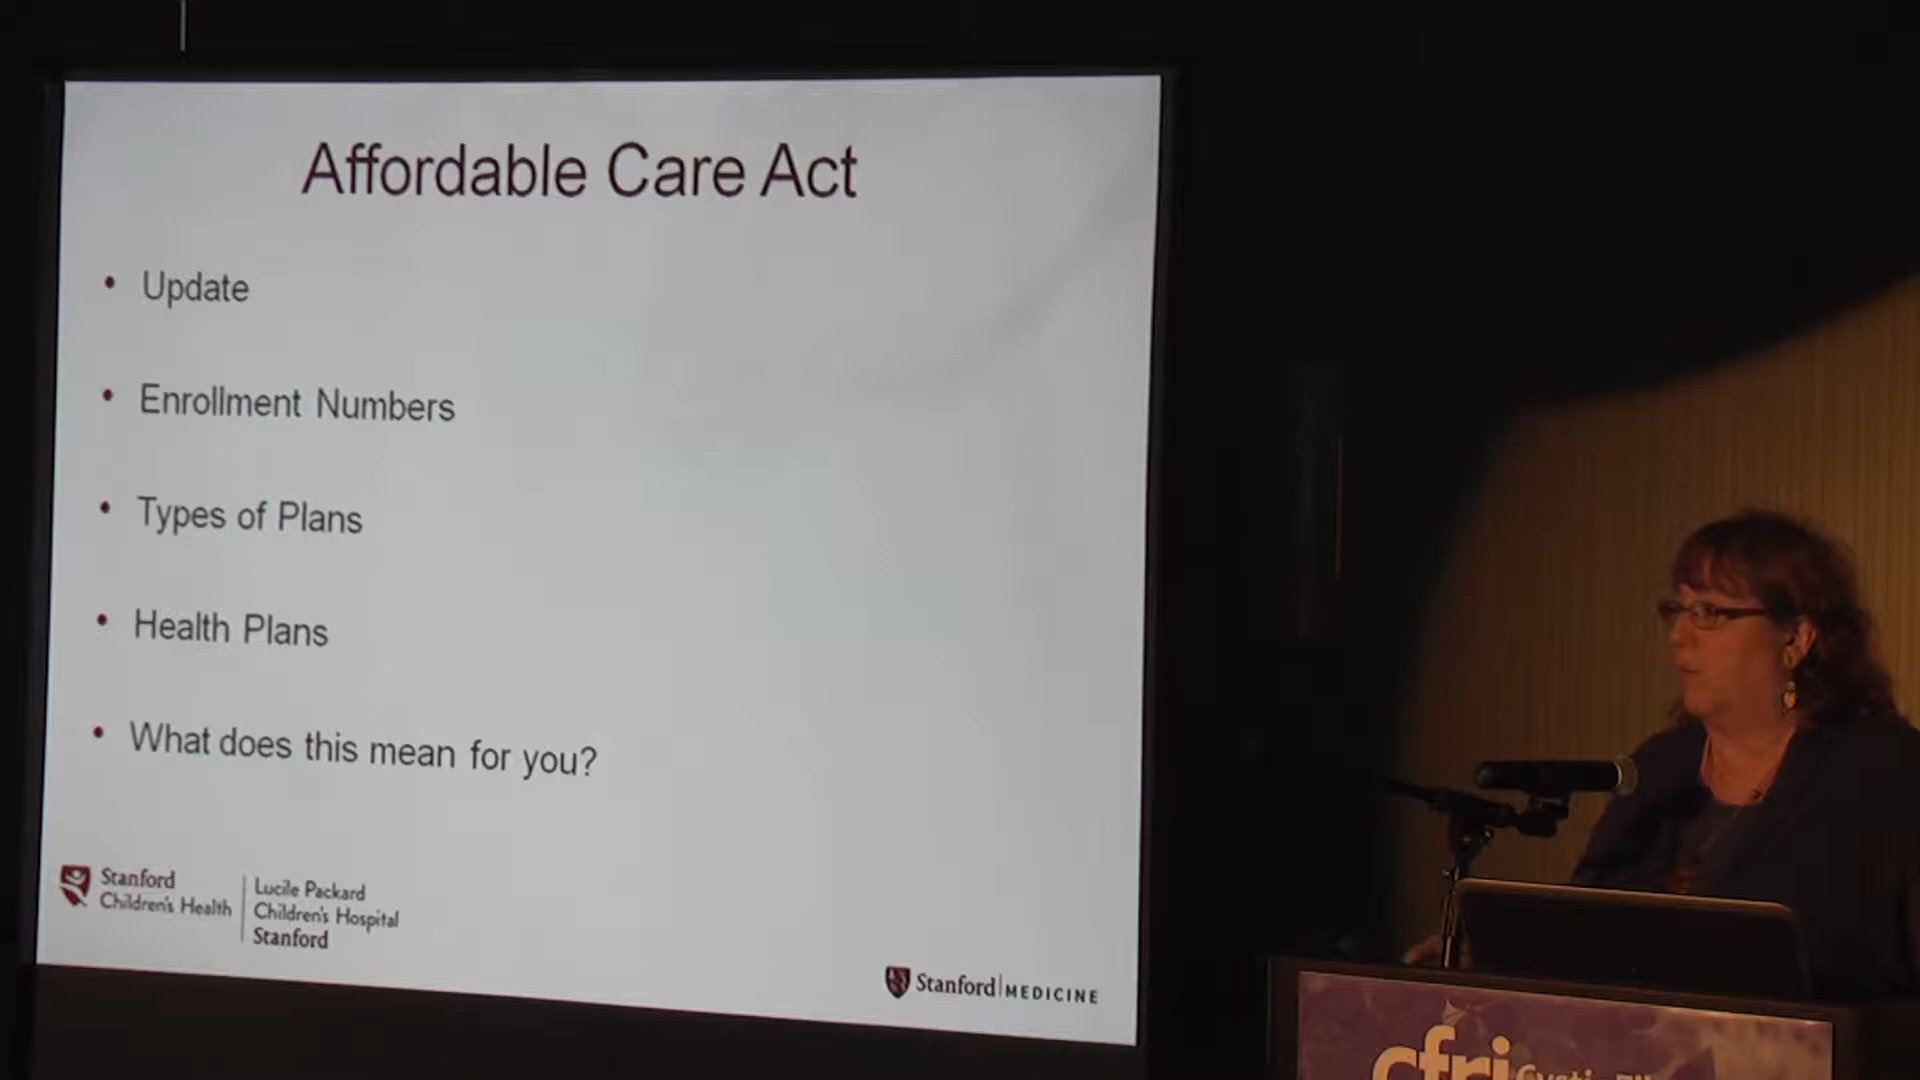 Affordable Care Act
• Update
• Enrollment Numbers
• Types of Plans
• Health Plans
• What does this mean for you?
Stanford
Children's Health
Lucile Packard
Children's Hospital
Stanford
Stanford MEDICINE
cfri